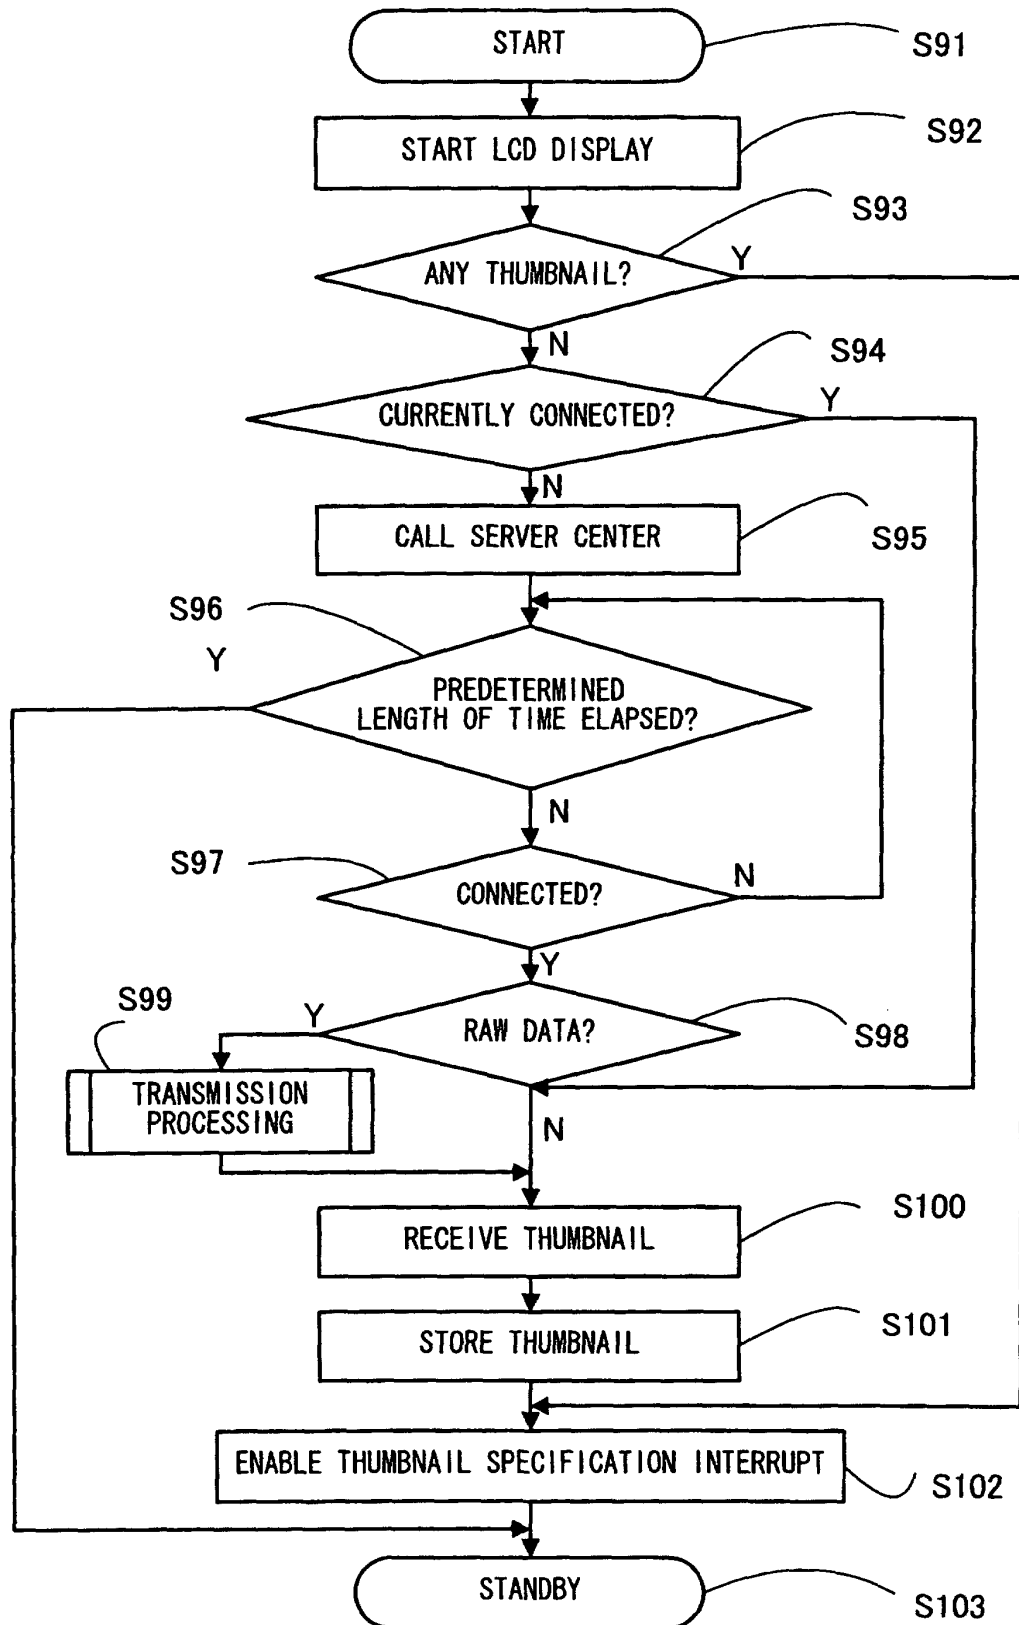 START
S91
START LCD DISPLAY
S92
S93
ANY THUMBNAIL?
Y
N
S94
CURRENTLY CONNECTED?
Y
N
CALL SERVER CENTER
S95
S96
Y
PREDETERMINED
LENGTH OF TIME ELAPSED?
N
S97
CONNECTED?
N
Y
S99
Y
RAW DATA?
S98
TRANSMISSION
PROCESSING
N
S100
RECEIVE THUMBNAIL
S101
STORE THUMBNAIL
ENABLE THUMBNAIL SPECIFICATION INTERRUPT
S102
STANDBY
S103